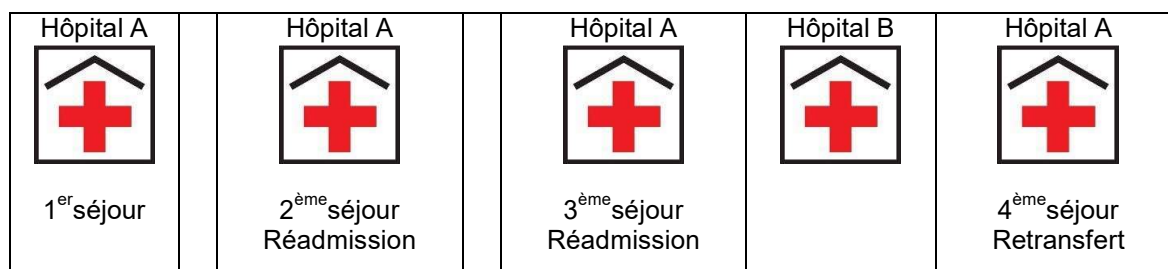 Hôpital A
1er séjour
Hôpital A
2ème séjour
Réadmission
Hôpital A
3ème séjour
Réadmission
Hôpital B
Hôpital A
4ème séjour
Retransfert